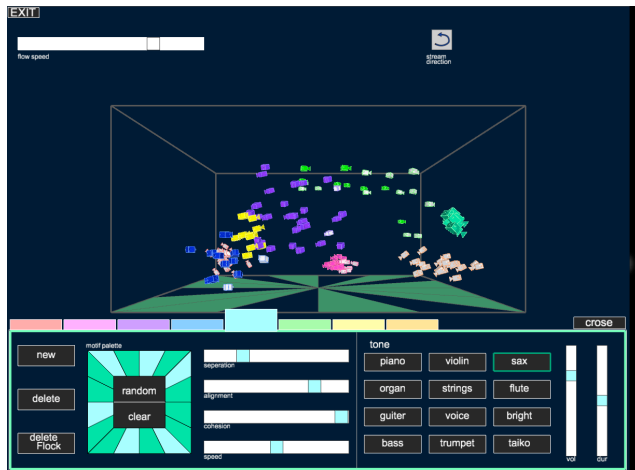 EXIT
flow speed
stream
direction
crose
new
delete
delete
Flock
motif palette
random
clear
seperation
alignment
cohesion
speed
tone
piano violin sax
organ strings flute
guiter voice bright
bass trumpet taiko
vol dur